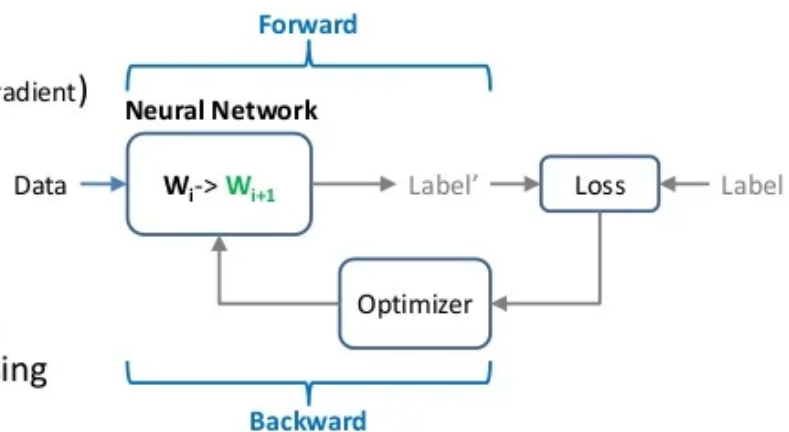 Forward
radient)
Neural Network
Data
Wi-> Wi+1
Label’
Loss
Label
Optimizer
ing
Backward